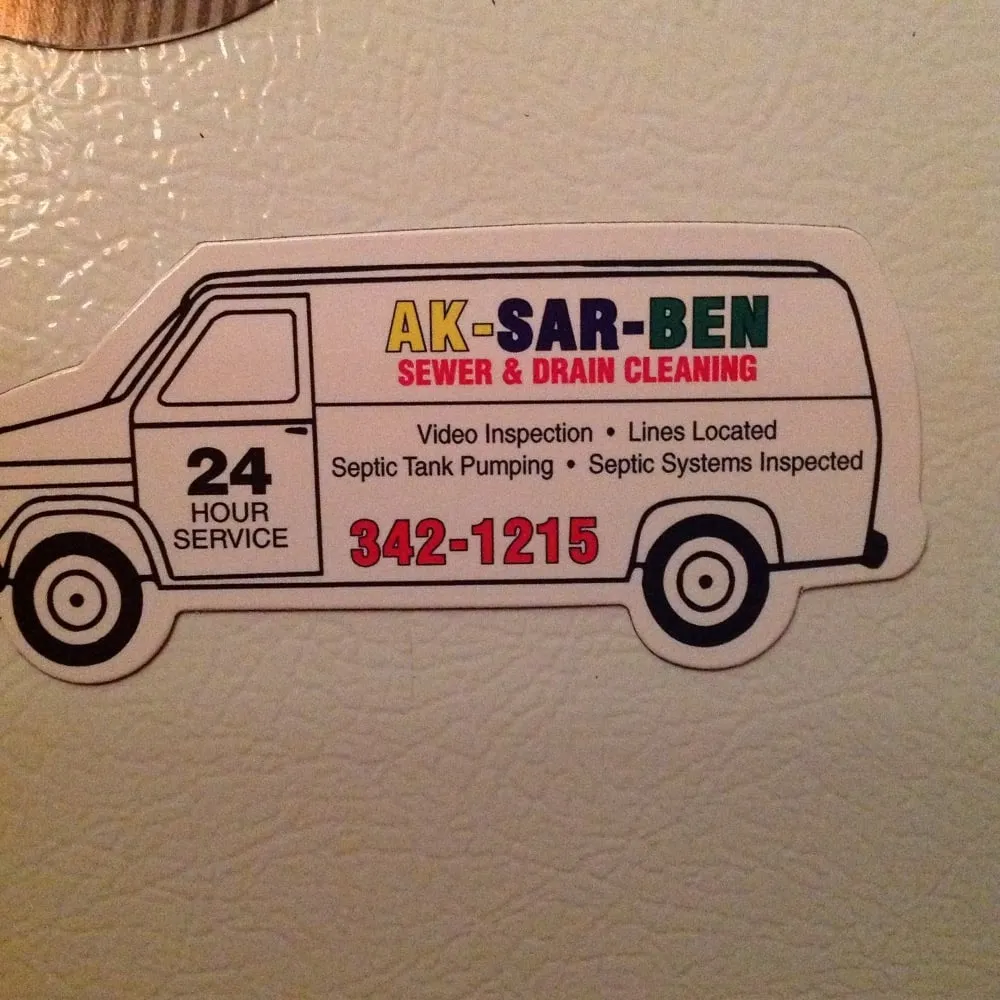 AK-SAR-BEN
SEWER & DRAIN CLEANING
Video Inspection • Lines Located
Septic Tank Pumping • Septic Systems Inspected
24
HOUR
SERVICE
342-1215